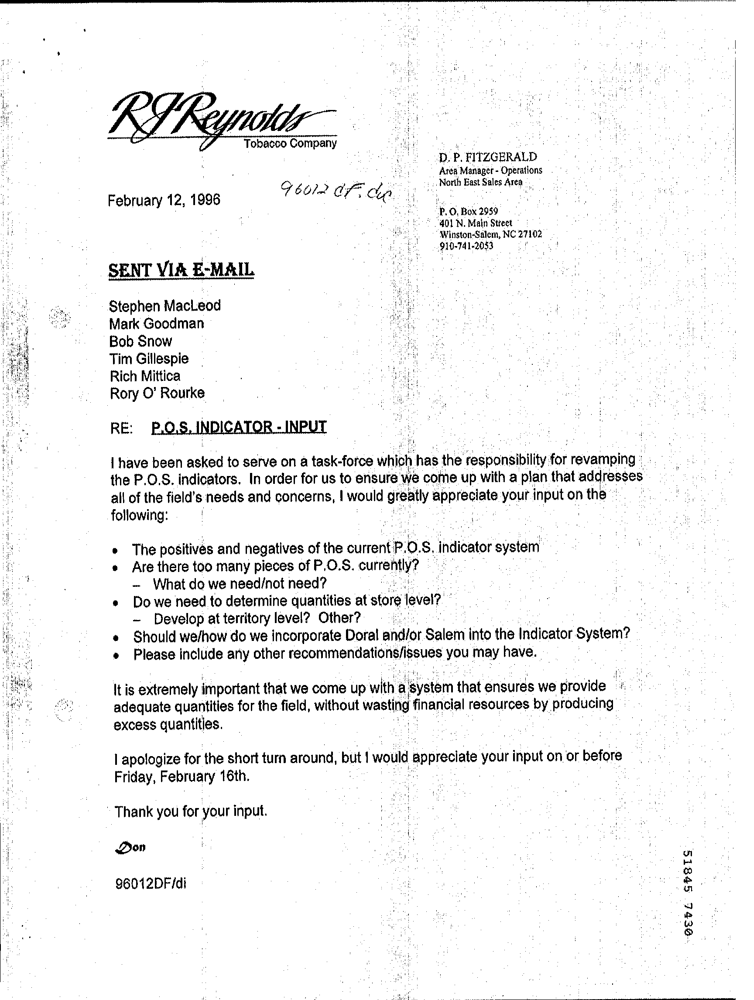 RJReynolds
Tobacco Company
D. P. FITZGERALD
Area Manager - Operations
North East Sales Area
February 12, 1996
96012 df.doc
P. O. Box 2959
401 N. Main Street
Winston-Salem, NC 27102
910-741-2053
SENT VIA E-MAIL
Stephen MacLeod
Mark Goodman
Bob Snow
Tim Gillespie
Rich Mittica
Rory O' Rourke
RE: P.O.S. INDICATOR - INPUT
I have been asked to serve on a task-force which has the responsibility for revamping
the P.O.S. indicators. In order for us to ensure we come up with a plan that addresses
all of the field's needs and concerns, I would greatly appreciate your input on the
following:
• The positives and negatives of the current P.O.S. indicator system
• Are there too many pieces of P.O.S. currently?
– What do we need/not need?
• Do we need to determine quantities at store level?
– Develop at territory level? Other?
• Should we/how do we incorporate Doral and/or Salem into the Indicator System?
• Please include any other recommendations/issues you may have.
It is extremely important that we come up with a system that ensures we provide
adequate quantities for the field, without wasting financial resources by producing
excess quantities.
I apologize for the short turn around, but I would appreciate your input on or before
Friday, February 16th.
Thank you for your input.
Don
96012DF/di
51845 7430